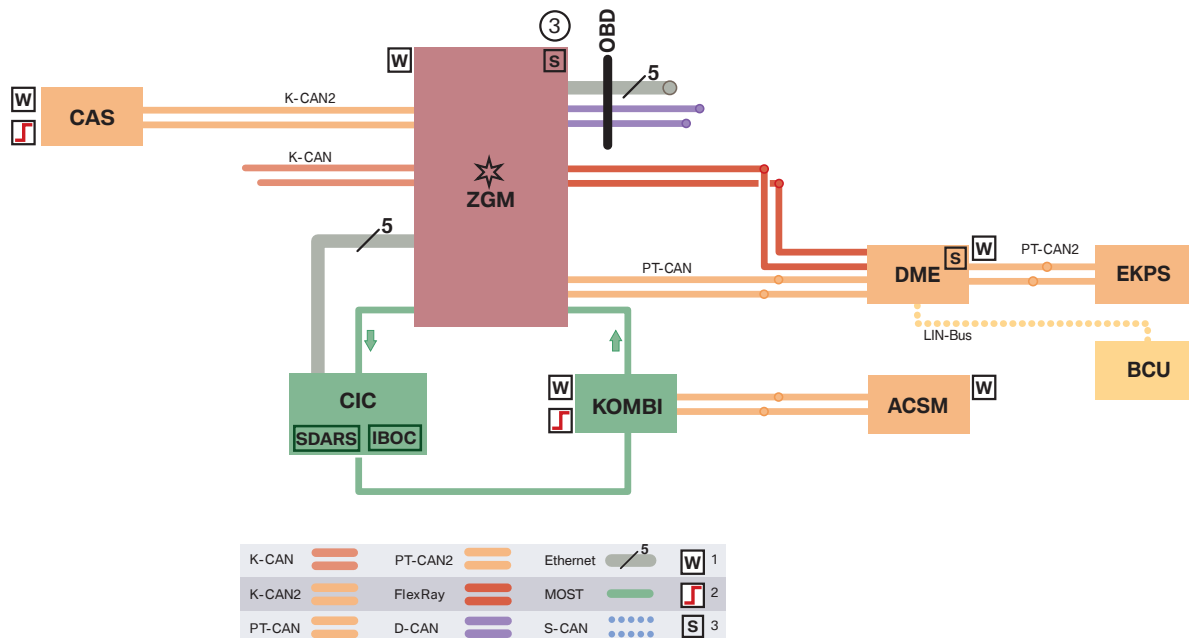 3
OBD
W
S
5
W
CAS
K-CAN2
K-CAN
ZGM
5
PT-CAN
DME
S
W
PT-CAN2
EKPS
LIN-Bus
BCU
CIC
SDARS
IBOC
W
KOMBI
ACSM
W
K-CAN
PT-CAN2
Ethernet
5
W
1
K-CAN2
FlexRay
MOST
2
PT-CAN
D-CAN
S-CAN
S
3